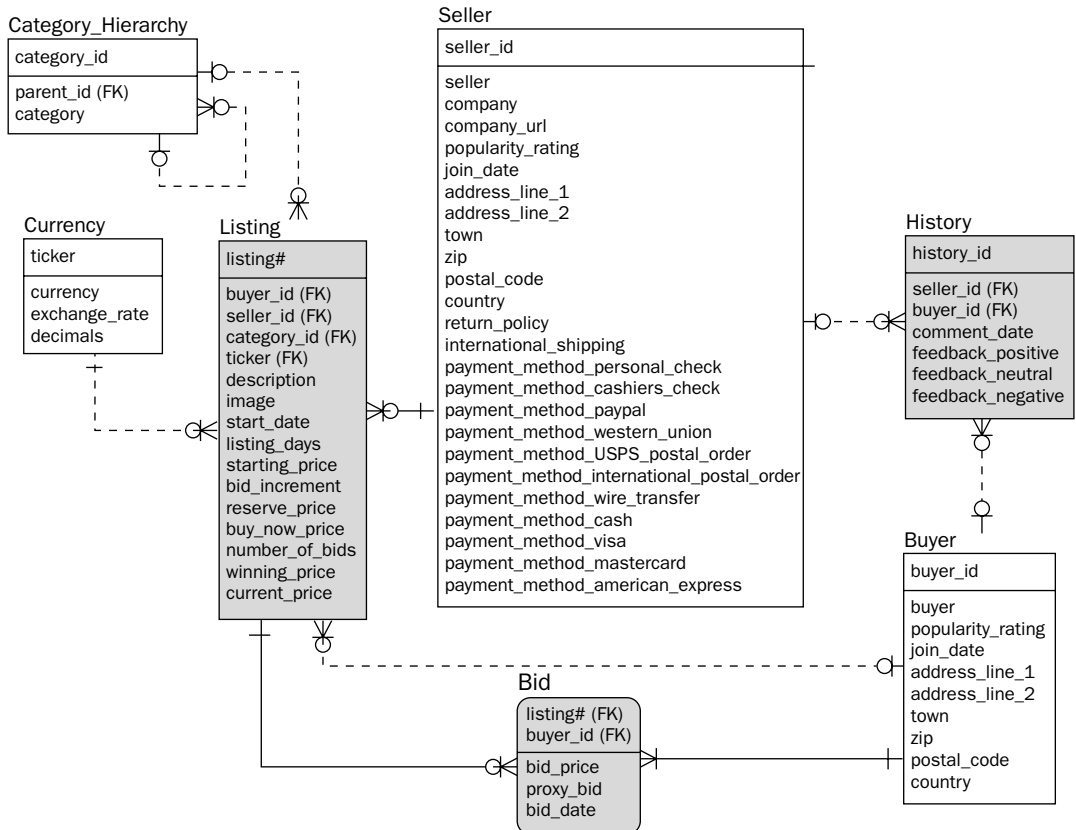 Category_Hierarchy
category_id
parent_id (FK)
category
Seller
seller_id
seller
company
company_url
popularity_rating
join_date
address_line_1
address_line_2
town
zip
postal_code
country
return_policy
international_shipping
payment_method_personal_check
payment_method_cashiers_check
payment_method_paypal
payment_method_western_union
payment_method_USPS_postal_order
payment_method_international_postal_order
payment_method_wire_transfer
payment_method_cash
payment_method_visa
payment_method_mastercard
payment_method_american_express
Currency
ticker
currency
exchange_rate
decimals
Listing
listing#
buyer_id (FK)
seller_id (FK)
category_id (FK)
ticker (FK)
description
image
start_date
listing_days
starting_price
bid_increment
reserve_price
buy_now_price
number_of_bids
winning_price
current_price
History
history_id
seller_id (FK)
buyer_id (FK)
comment_date
feedback_positive
feedback_neutral
feedback_negative
Buyer
buyer_id
buyer
popularity_rating
join_date
address_line_1
address_line_2
town
zip
postal_code
country
Bid
listing# (FK)
buyer_id (FK)
bid_price
proxy_bid
bid_date